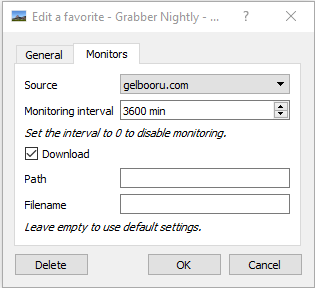 Edit a favorite - Grabber Nightly - ...
General
Monitors
Source
gelbooru.com
Monitoring interval
3600 min
Set the interval to 0 to disable monitoring.
Download
Path
Filename
Leave empty to use default settings.
Delete
OK
Cancel